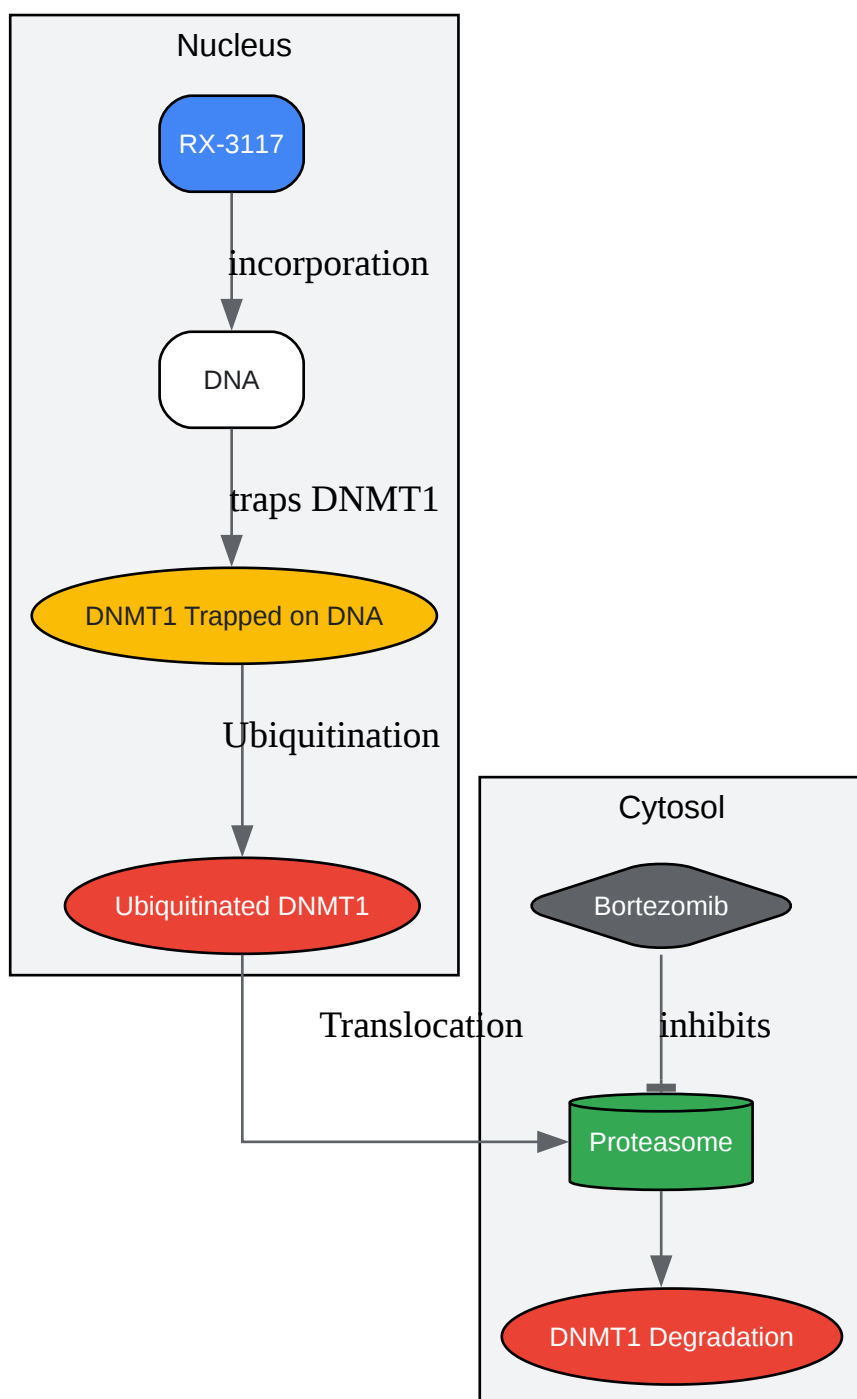 Nucleus
RX-3117
incorporation
DNA
traps DNMT1
DNMT1 Trapped on DNA
Ubiquitination
Ubiquitinated DNMT1
Translocation
Cytosol
Bortezomib
inhibits
Proteasome
DNMT1 Degradation